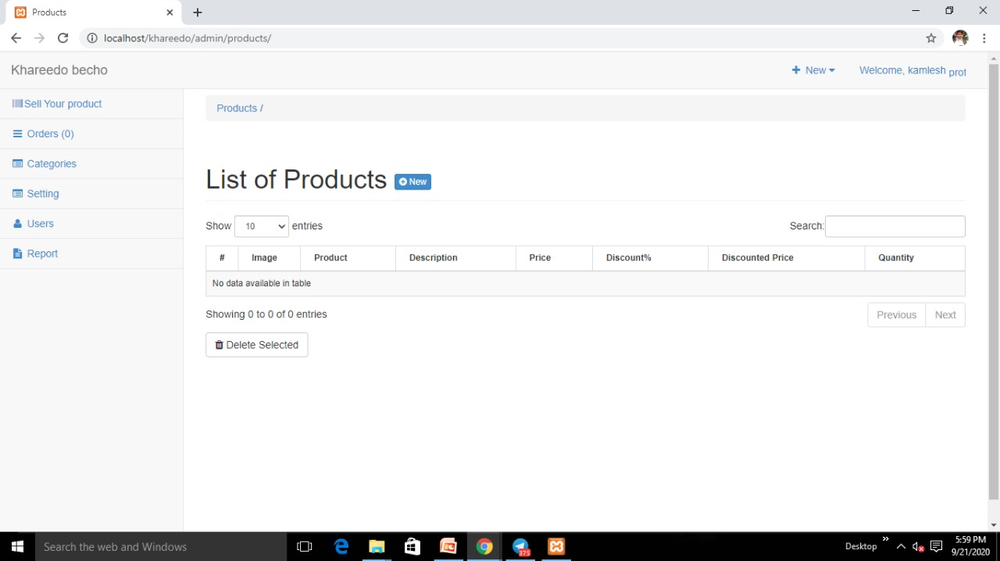 Products
localhost/khareedo/admin/products/
Khareedo becho
New
Welcome, kamlesh prof
Sell Your product
Orders (0)
Categories
Setting
Users
Report
Products /
List of Products New
Show 10 entries
Search:
# Image Product Description Price Discount% Discounted Price Quantity
No data available in table
Showing 0 to 0 of 0 entries
Previous Next
Delete Selected
Search the web and Windows
375
Desktop
5:59 PM
9/21/2020